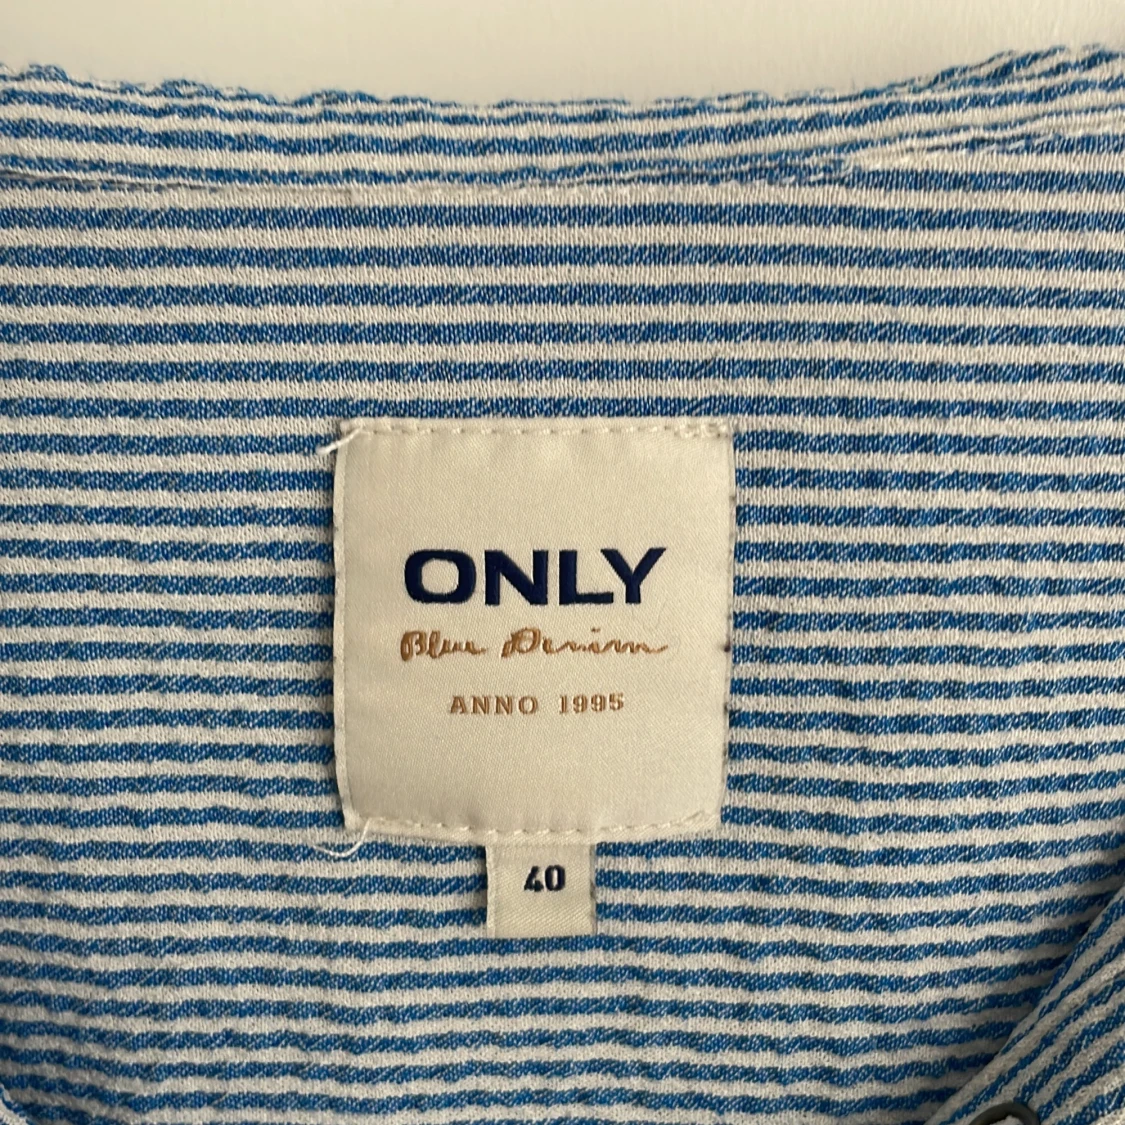 ONLY
Blue Denim
ANNO 1995
40